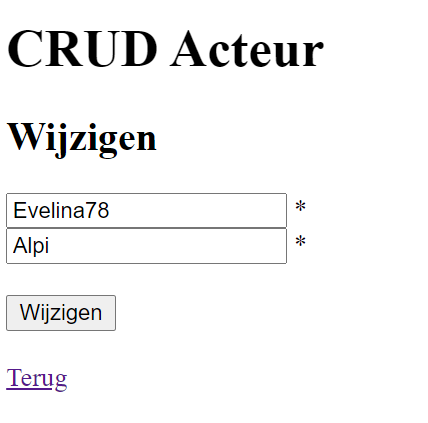 CRUD Acteur
Wijzigen
Evelina78 *
Alpi *
Wijzigen
Terug